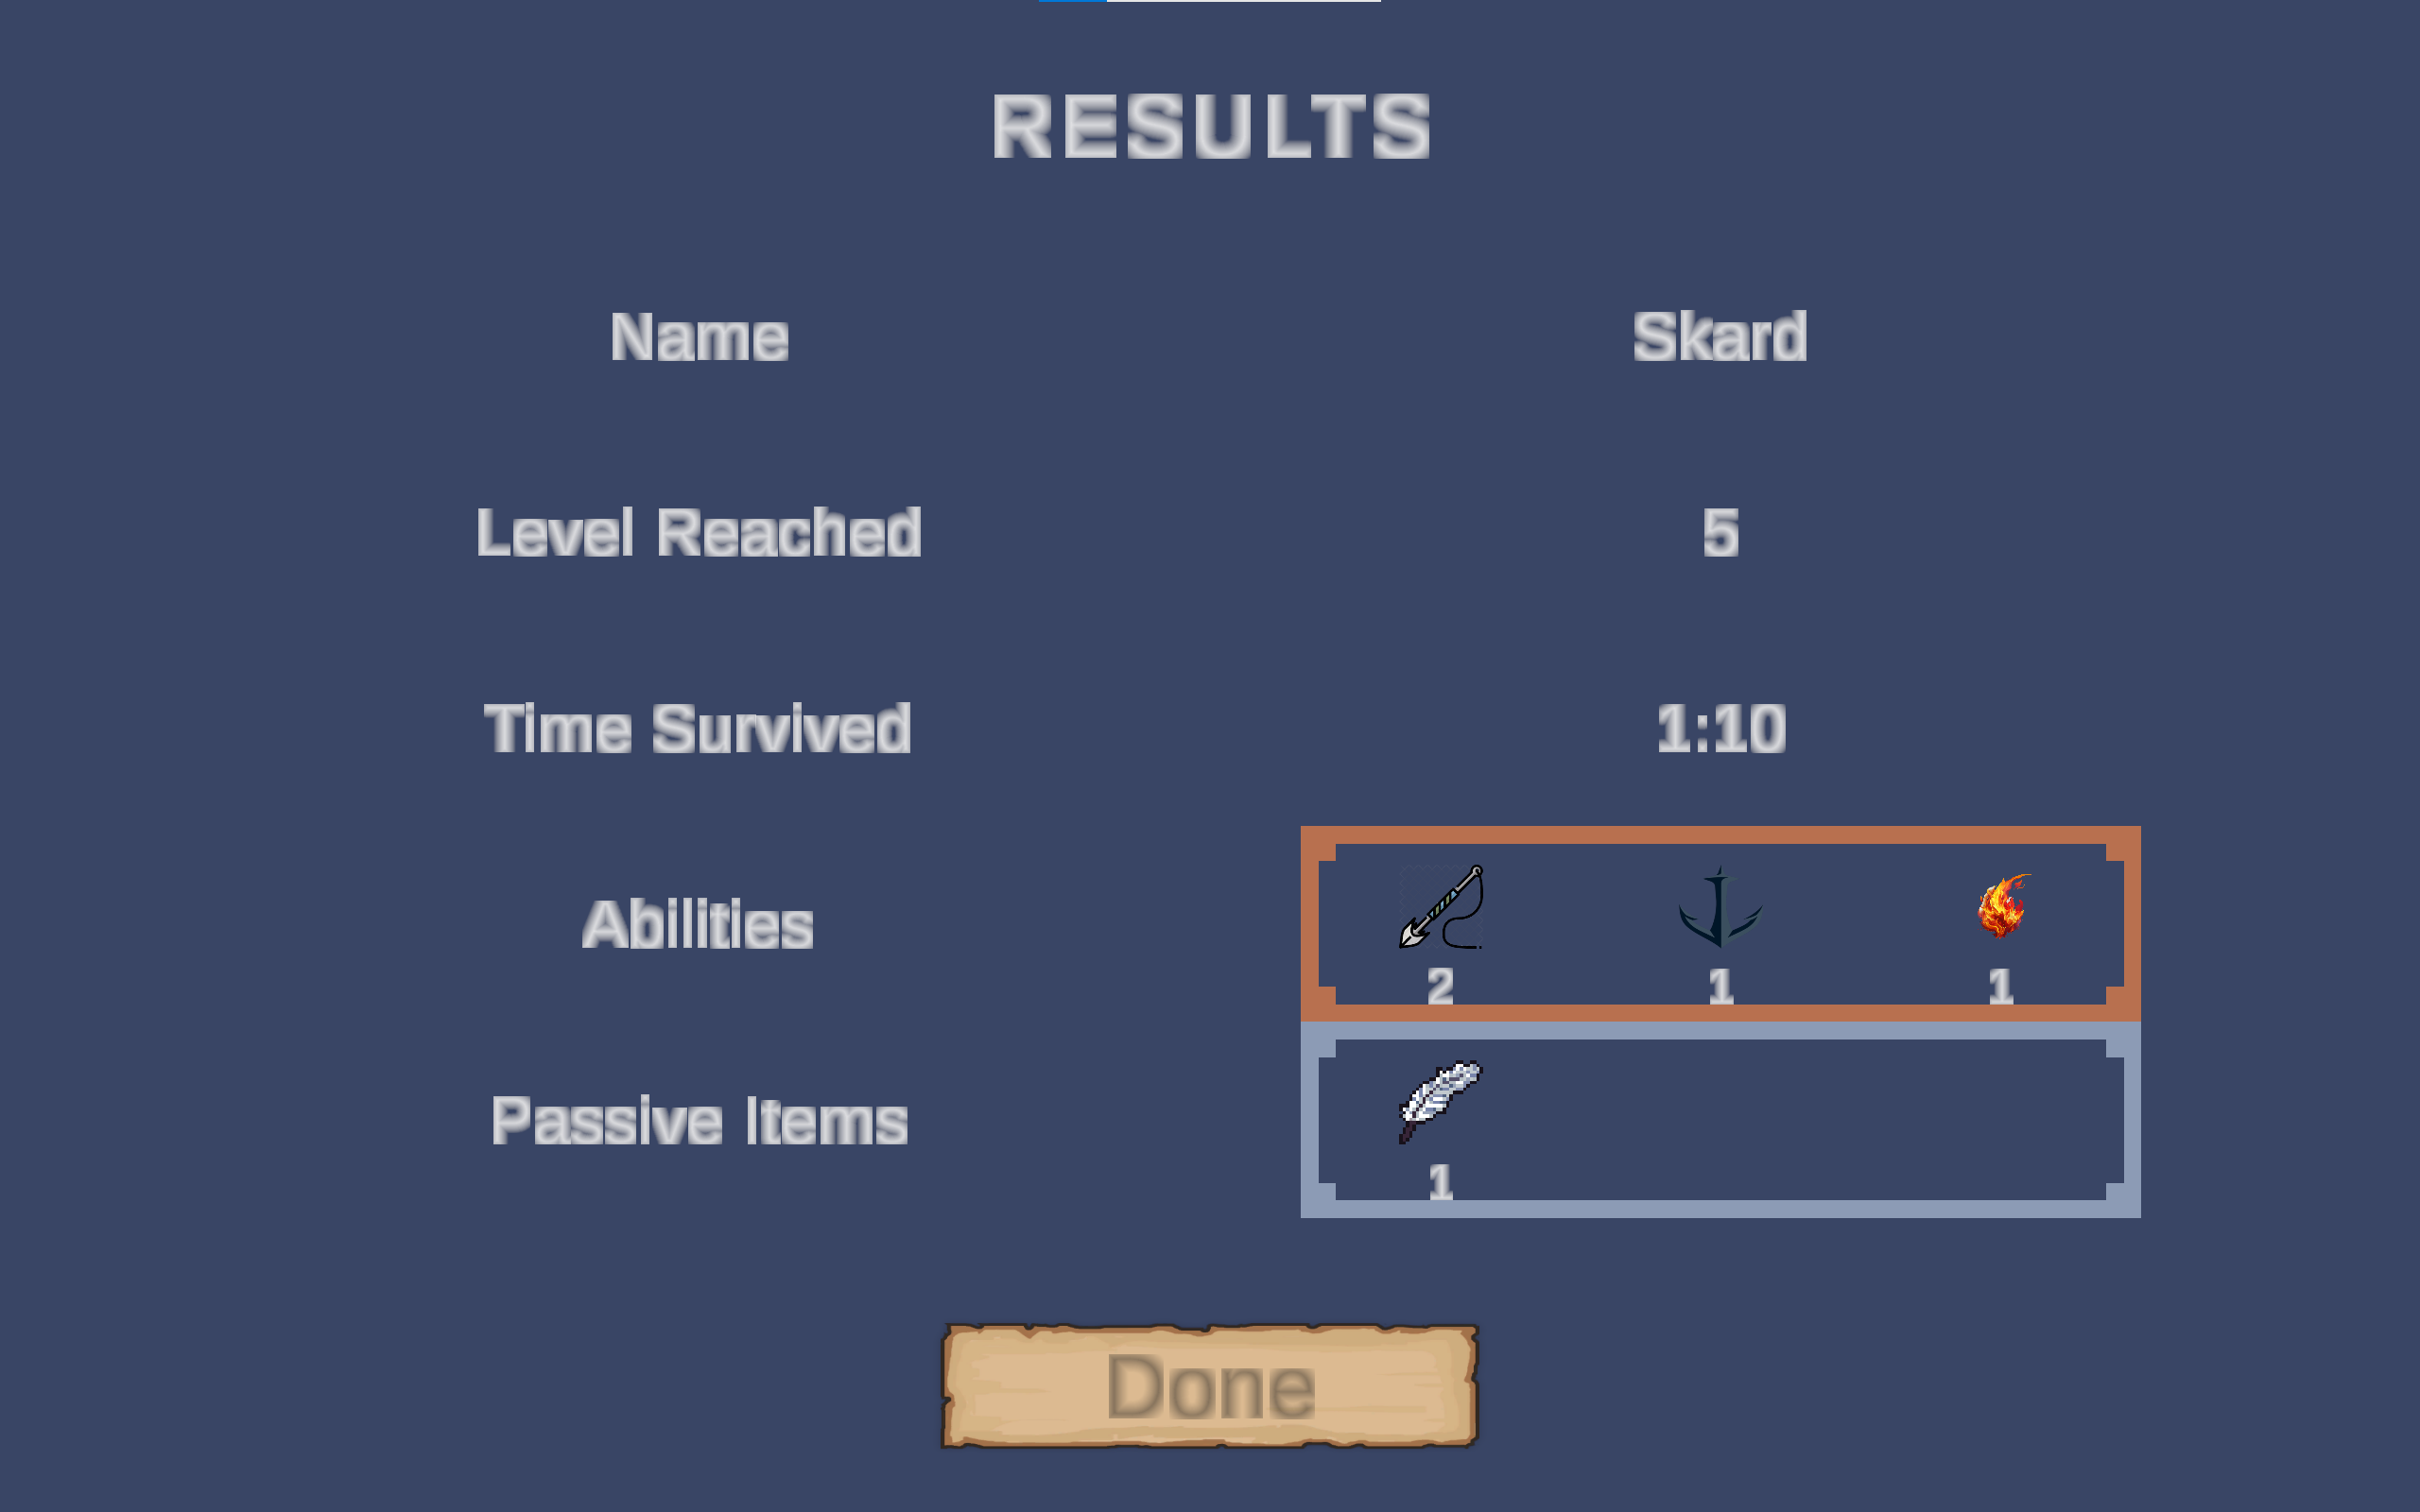 RESULTS
Name Skard
Level Reached 5
Time Survived 1:10
Abilities
2 1 1
Passive Items
1
Done